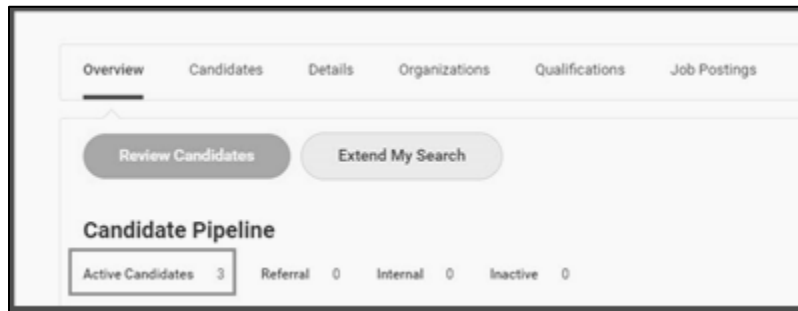 Overview Candidates Details Organizations Qualifications Job Postings
Review Candidates Extend My Search
Candidate Pipeline
Active Candidates 3 Referral 0 Internal 0 Inactive 0